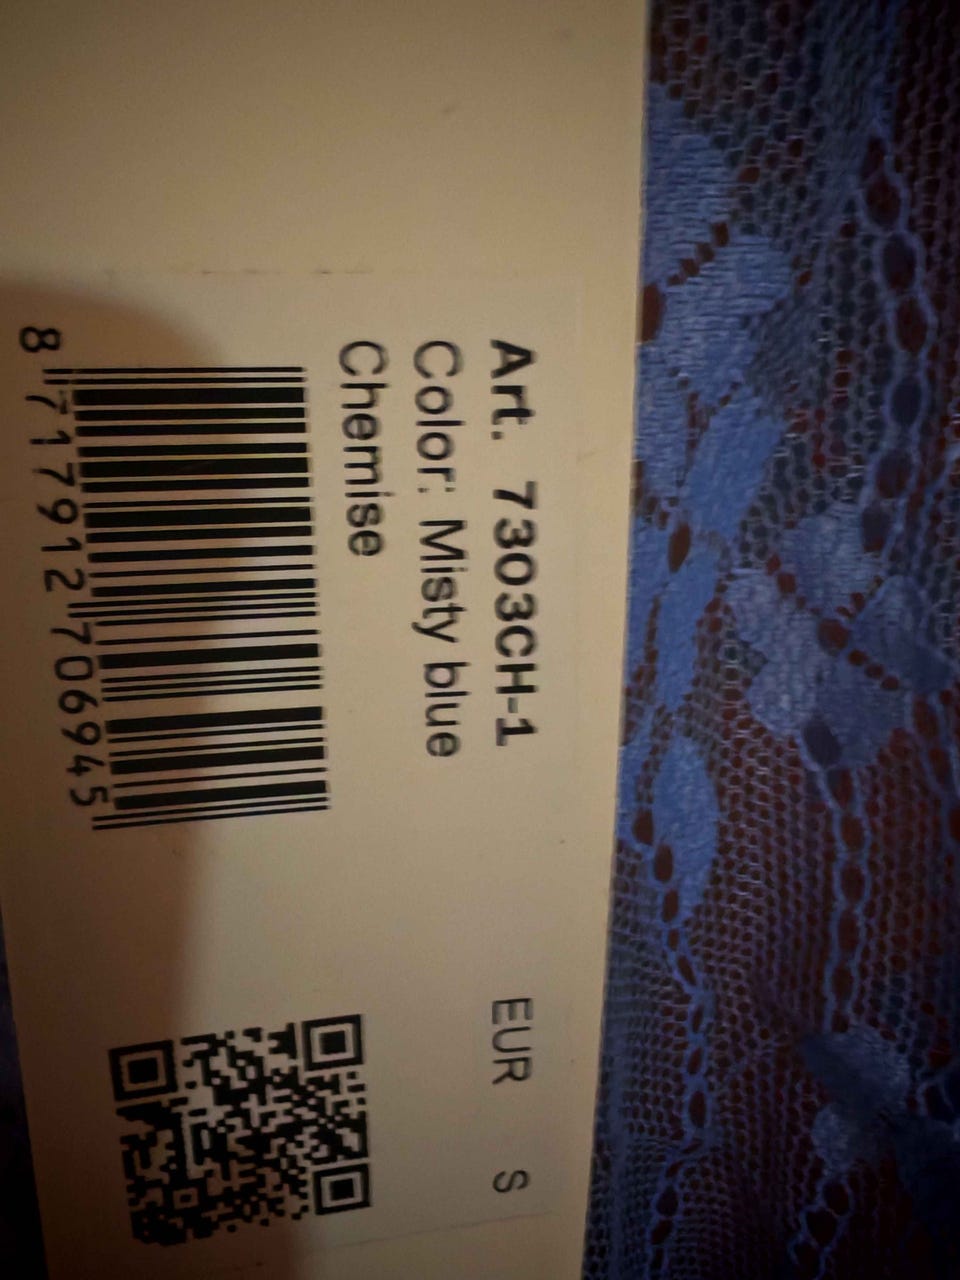 Art. 7303CH-1 EUR S
Color: Misty blue
Chemise
8 717912 706945